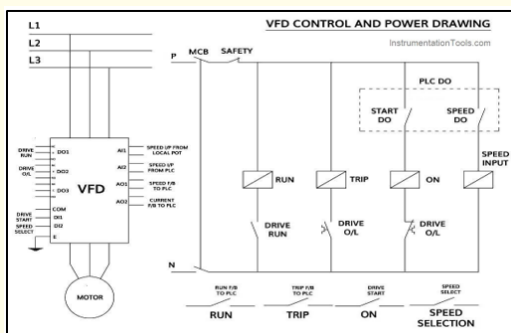 VFD CONTROL AND POWER DRAWING
InstrumentationTools.com
L1
L2
L3
P
MCB
SAFETY
PLC DO
START
DO
SPEED
DO
SPEED
INPUT
RUN
TRIP
ON
DRIVE
RUN
DRIVE
O/L
DRIVE
O/L
N
DRIVE
RUN
DRIVE
O/L
DO1
DO2
DO3
VFD
COM
DI1
DI2
E
AI1
AI2
AO1
AO2
SPEED UP FROM
LOCAL POT
SPEED UP
FROM PLC
SPEED F/B
TO PLC
CURRENT
F/B TO PLC
DRIVE
START
SPEED
SELECT
MOTOR
RUN F/B
TO PLC
RUN
TRIP F/B
TO PLC
TRIP
DRIVE
START
ON
SPEED
SELECT
SPEED
SELECTION